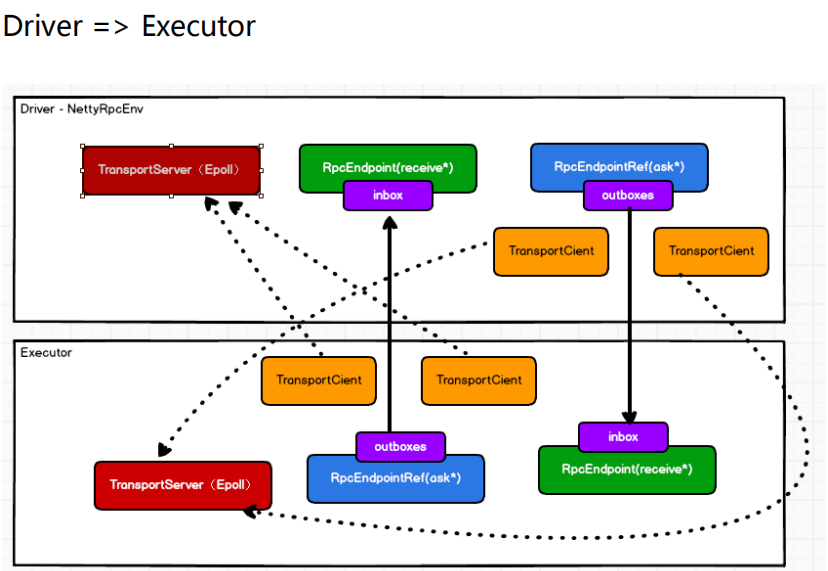 Driver => Executor
Driver - NettyRpcEnv
TransportServer（Epoll）
RpcEndpoint(receive*)
inbox
RpcEndpointRef(ask*)
outboxes
TransportCient
TransportCient
Executor
TransportCient
TransportCient
outboxes
RpcEndpointRef(ask*)
inbox
RpcEndpoint(receive*)
TransportServer（Epoll）